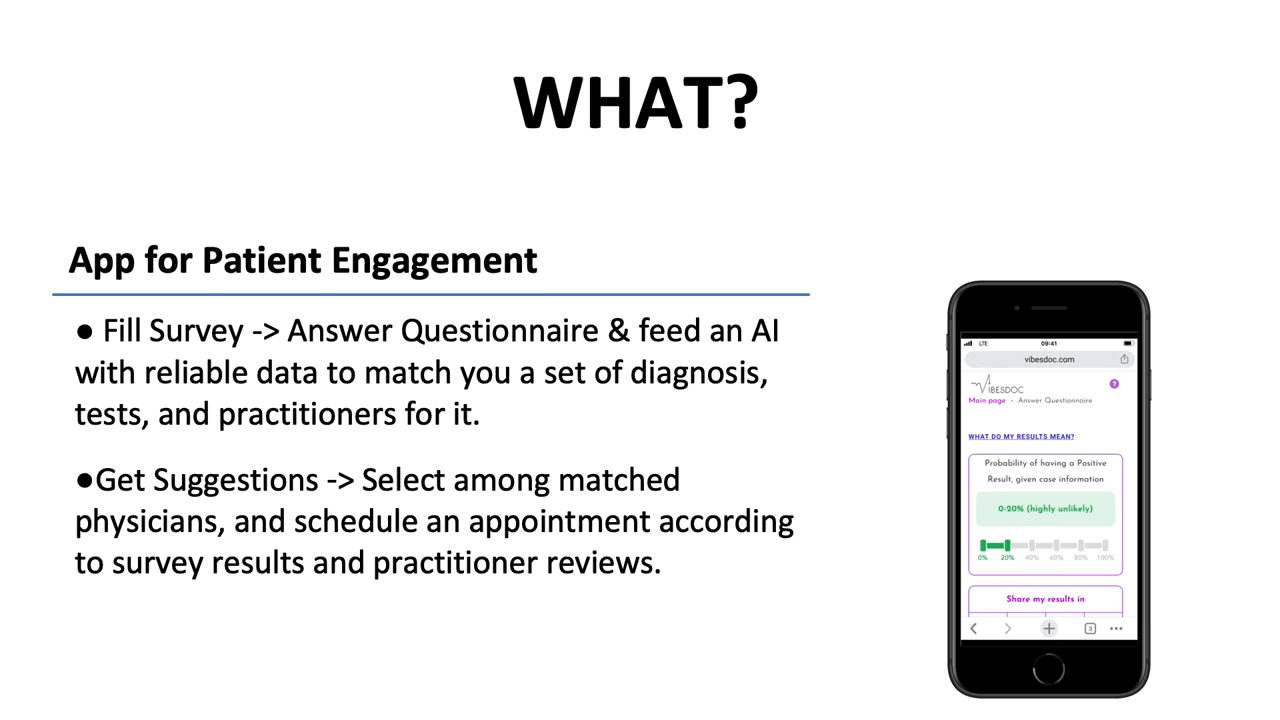 WHAT?
App for Patient Engagement
● Fill Survey -> Answer Questionnaire & feed an AI
with reliable data to match you a set of diagnosis,
tests, and practitioners for it.
●Get Suggestions -> Select among matched
physicians, and schedule an appointment according
to survey results and practitioner reviews.
LTE 09:41
vibesdoc.com
VIBESDOC
?
Main page - Answer Questionnaire
WHAT DO MY RESULTS MEAN?
Probability of having a Positive
Result, given case information
0-20% (highly unlikely)
0% 20% 40% 60% 80% 100%
Share my results in
3